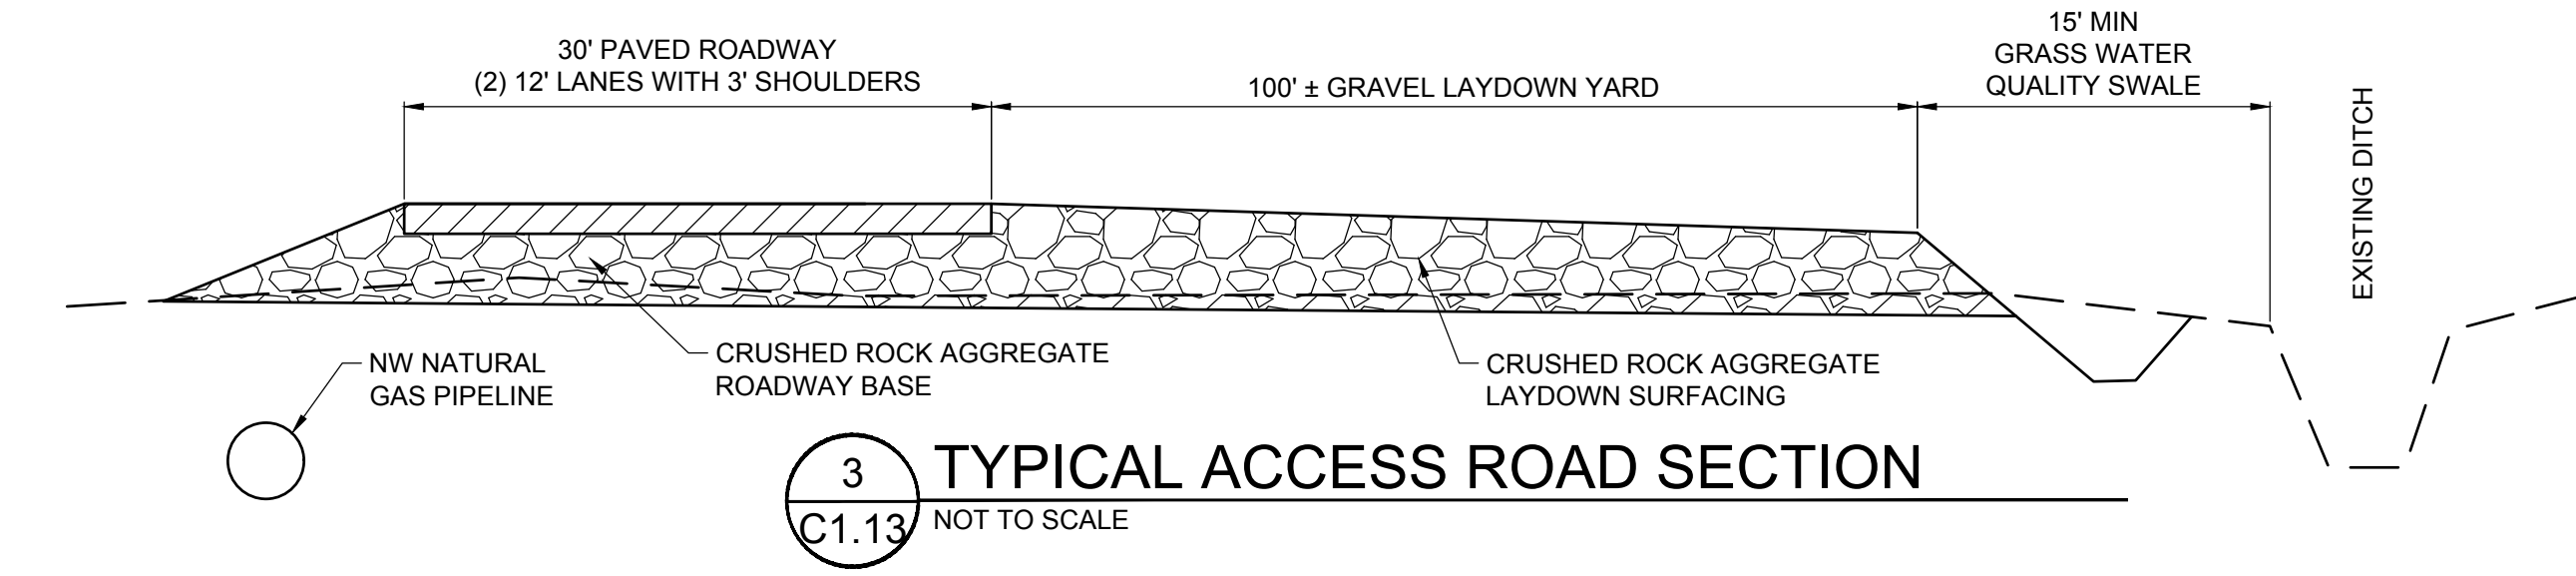 30' PAVED ROADWAY
(2) 12' LANES WITH 3' SHOULDERS
100' ± GRAVEL LAYDOWN YARD
15' MIN
GRASS WATER
QUALITY SWALE
EXISTING DITCH
NW NATURAL
GAS PIPELINE
CRUSHED ROCK AGGREGATE
ROADWAY BASE
CRUSHED ROCK AGGREGATE
LAYDOWN SURFACING
3
C1.13
TYPICAL ACCESS ROAD SECTION
NOT TO SCALE